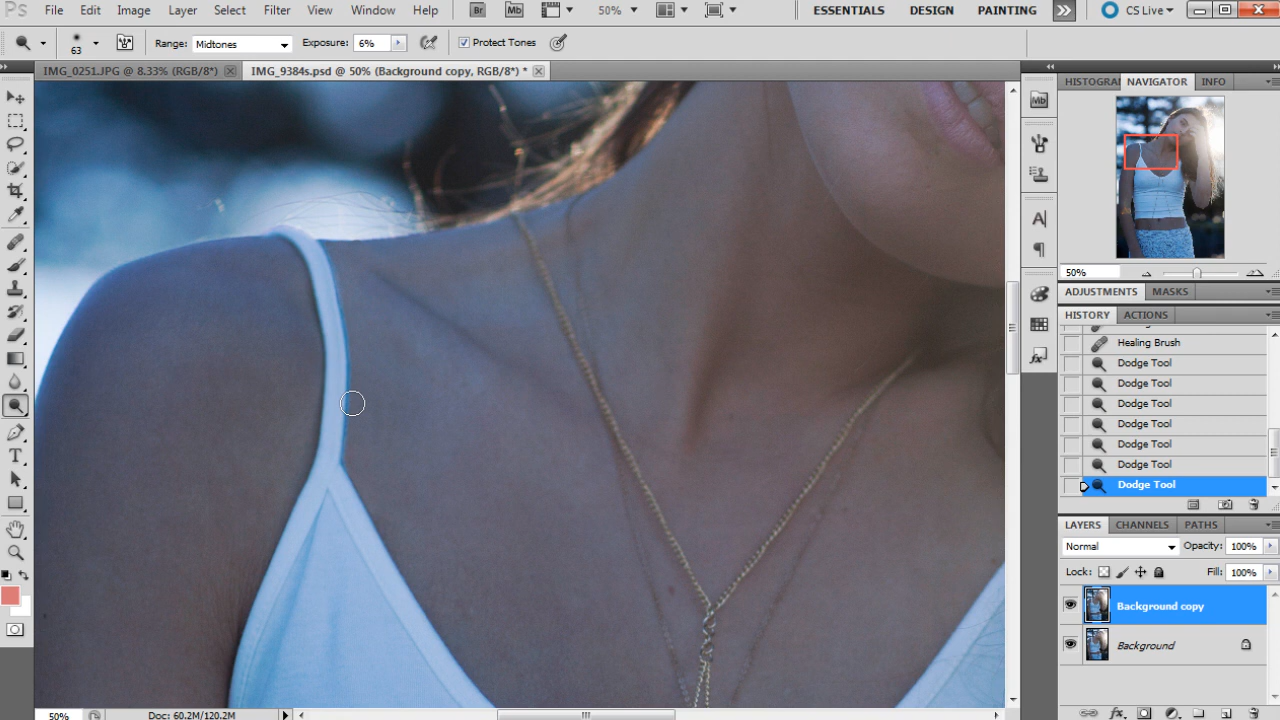 Ps File Edit Image Layer Select Filter View Window Help Br Mb 50% ESSENTIALS DESIGN PAINTING CS Live
63 Range: Midtones Exposure: 6% Protect Tones
IMG_0251.JPG @ 8.33% (RGB/8*) IMG_9384s.psd @ 50% (Background copy, RGB/8*) *
HISTOGRA NAVIGATOR INFO
Mb
A
T
50%
ADJUSTMENTS MASKS
HISTORY ACTIONS
Healing Brush
Dodge Tool
Dodge Tool
Dodge Tool
Dodge Tool
Dodge Tool
Dodge Tool
Dodge Tool
LAYERS CHANNELS PATHS
Normal Opacity: 100%
Lock: Fill: 100%
fx
Background copy
Background
fx
50% Doc: 60.2M/120.2M